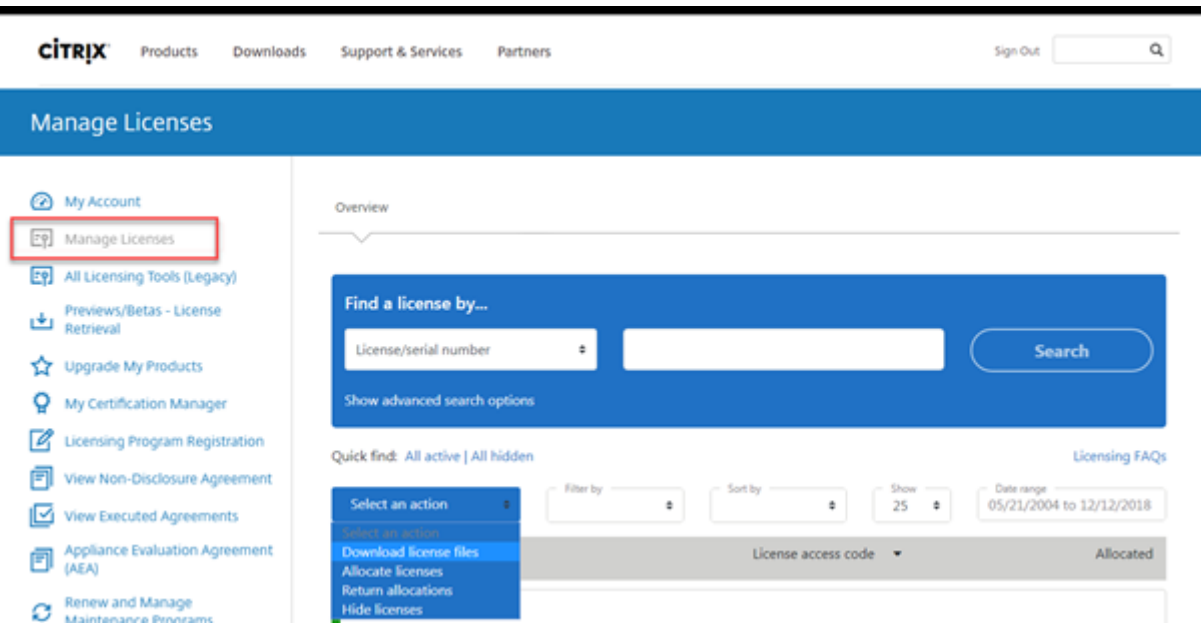 CİTRIX Products Downloads Support & Services Partners Sign Out
Manage Licenses
My Account
Manage Licenses
All Licensing Tools (Legacy)
Previews/Betas - License
Retrieval
Upgrade My Products
My Certification Manager
Licensing Program Registration
View Non-Disclosure Agreement
View Executed Agreements
Appliance Evaluation Agreement
(AEA)
Renew and Manage
Maintenance Programs
Overview
Find a license by...
License/serial number
Search
Show advanced search options
Quick find: All active | All hidden
Licensing FAQs
Filter by Sort by Show Date range
Select an action 25 05/21/2004 to 12/12/2018
Select an action
Download license files
Allocate licenses
Return allocations
Hide licenses
License access code Allocated